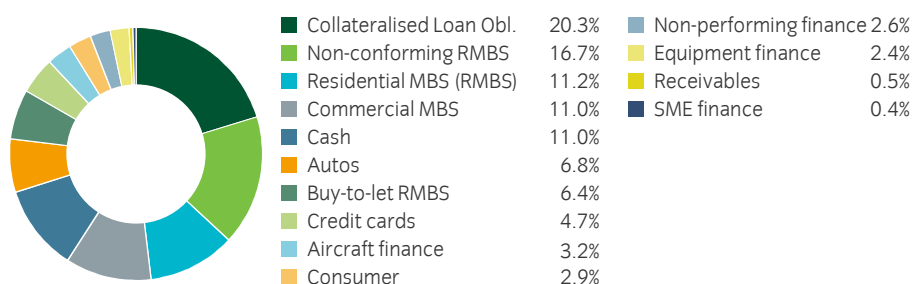 Collateralised Loan Obl. 20.3%
Non-conforming RMBS 16.7%
Residential MBS (RMBS) 11.2%
Commercial MBS 11.0%
Cash 11.0%
Autos 6.8%
Buy-to-let RMBS 6.4%
Credit cards 4.7%
Aircraft finance 3.2%
Consumer 2.9%
Non-performing finance 2.6%
Equipment finance 2.4%
Receivables 0.5%
SME finance 0.4%